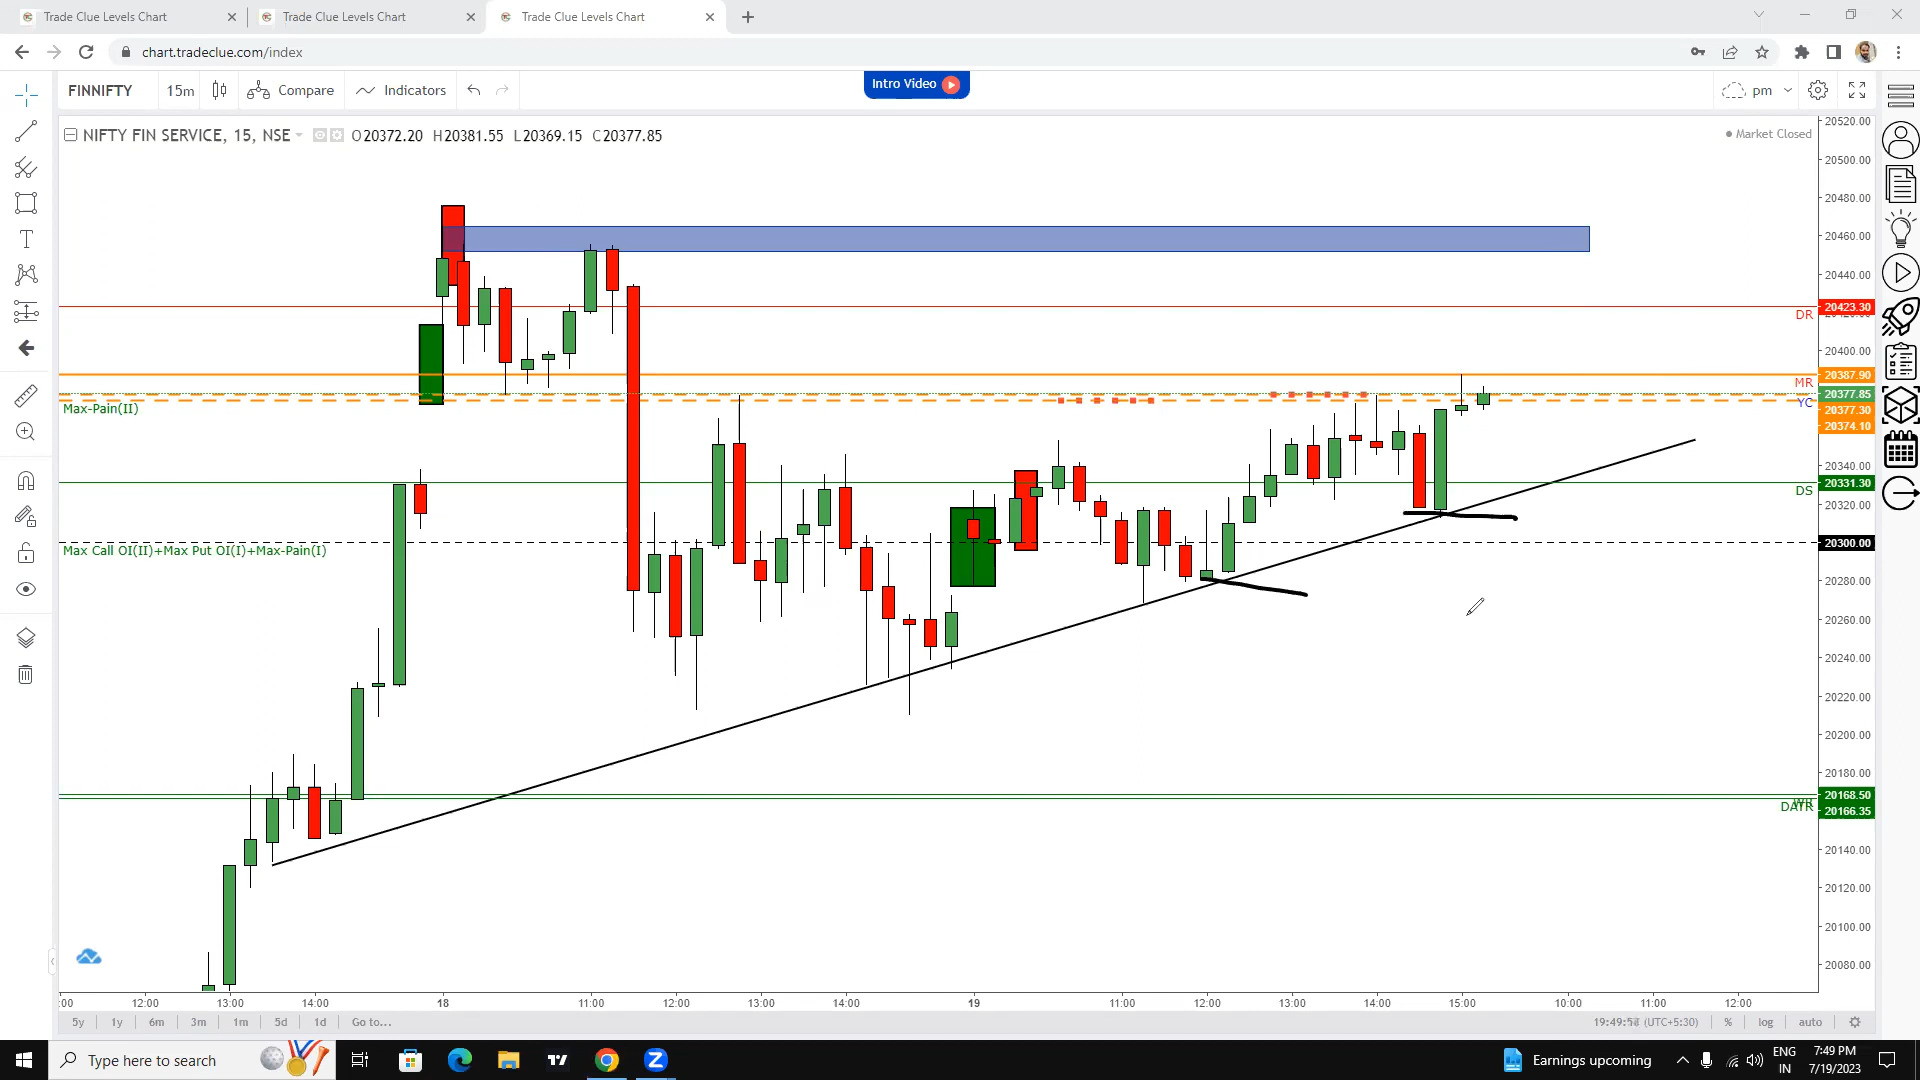 Trade Clue Levels Chart
Trade Clue Levels Chart
Trade Clue Levels Chart
chart.tradeclue.com/index
FINNIFTY 15m Compare Indicators
Intro Video
pm
NIFTY FIN SERVICE, 15, NSE O20372.20 H20381.55 L20369.15 C20377.85
Market Closed
20520.00
20500.00
20480.00
20460.00
20440.00
20423.30
DR
20400.00
20387.90
MR
20377.85
YC
Max-Pain(II)
20377.30
20374.10
20340.00
20331.30
DS
20320.00
20300.00
Max Call OI(II)+Max Put OI(I)+Max-Pain(I)
20280.00
20260.00
20240.00
20220.00
20200.00
20180.00
20168.50
DATR
20166.35
20140.00
20120.00
20100.00
20080.00
:00 12:00 13:00 14:00 18 11:00 12:00 13:00 14:00 19 11:00 12:00 13:00 14:00 15:00 10:00 11:00 12:00
5y 1y 6m 3m 1m 5d 1d Go to...
(UTC+5:30) % log auto
Type here to search
Earnings upcoming
ENG
IN
7:49 PM
7/19/2023